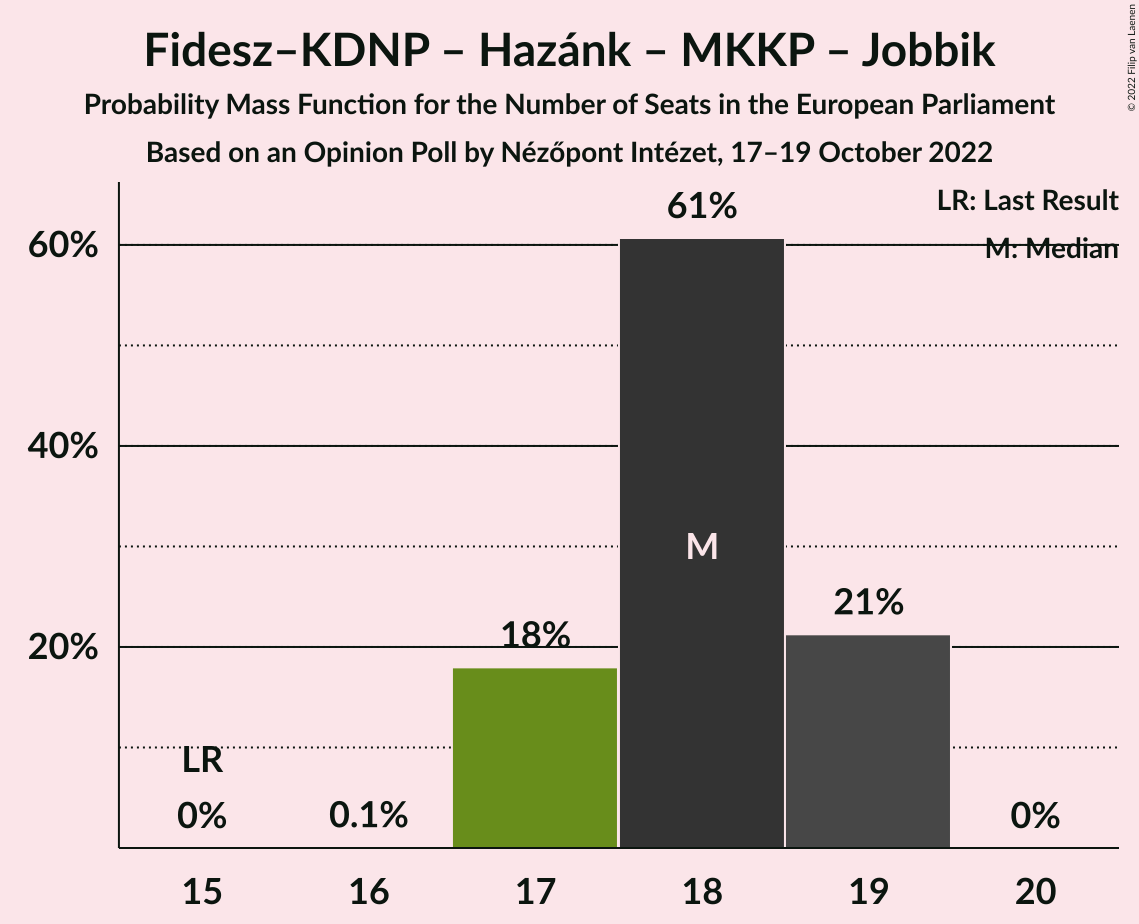 Fidesz–KDNP – Hazánk – MKKP – Jobbik
Probability Mass Function for the Number of Seats in the European Parliament
Based on an Opinion Poll by Nézőpont Intézet, 17–19 October 2022
© 2022 Filip van Laenen
LR: Last Result
M: Median
60%
40%
20%
61%
M
21%
18%
LR
0%
0.1%
0%
15 16 17 18 19 20